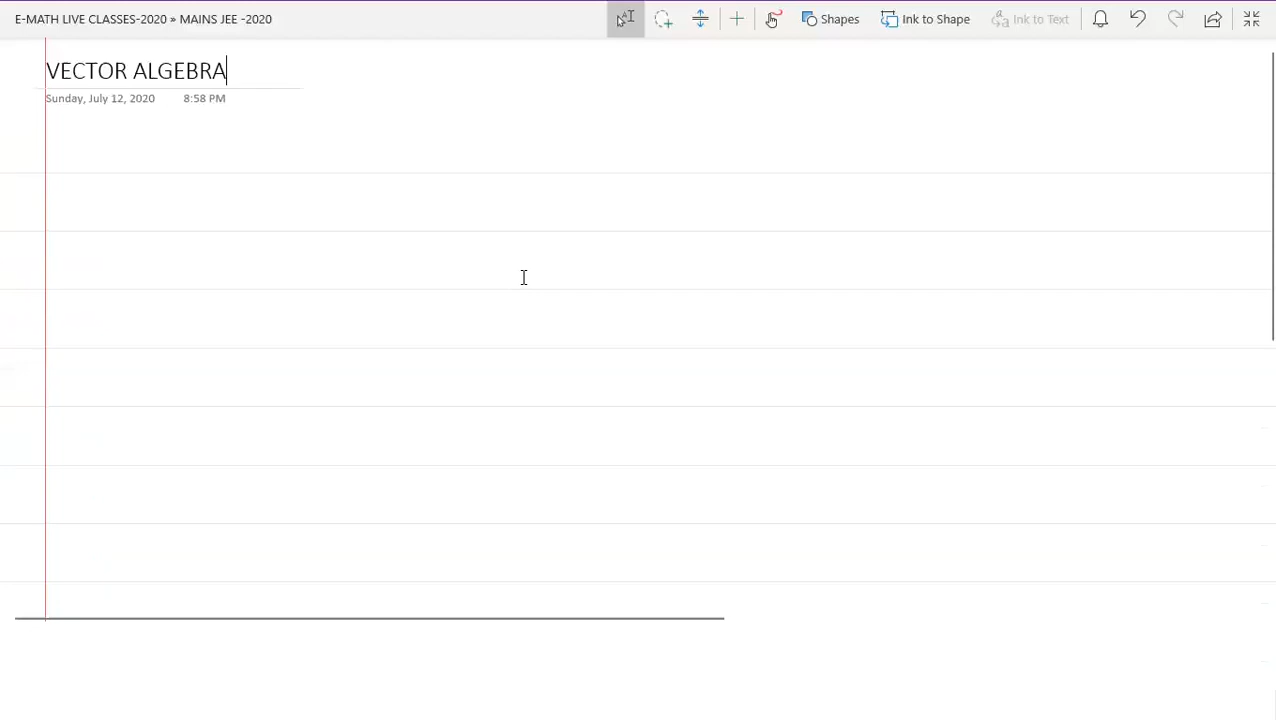 E-MATH LIVE CLASSES-2020 » MAINS JEE -2020
Shapes
Ink to Shape
Ink to Text
VECTOR ALGEBRA
Sunday, July 12, 2020 8:58 PM